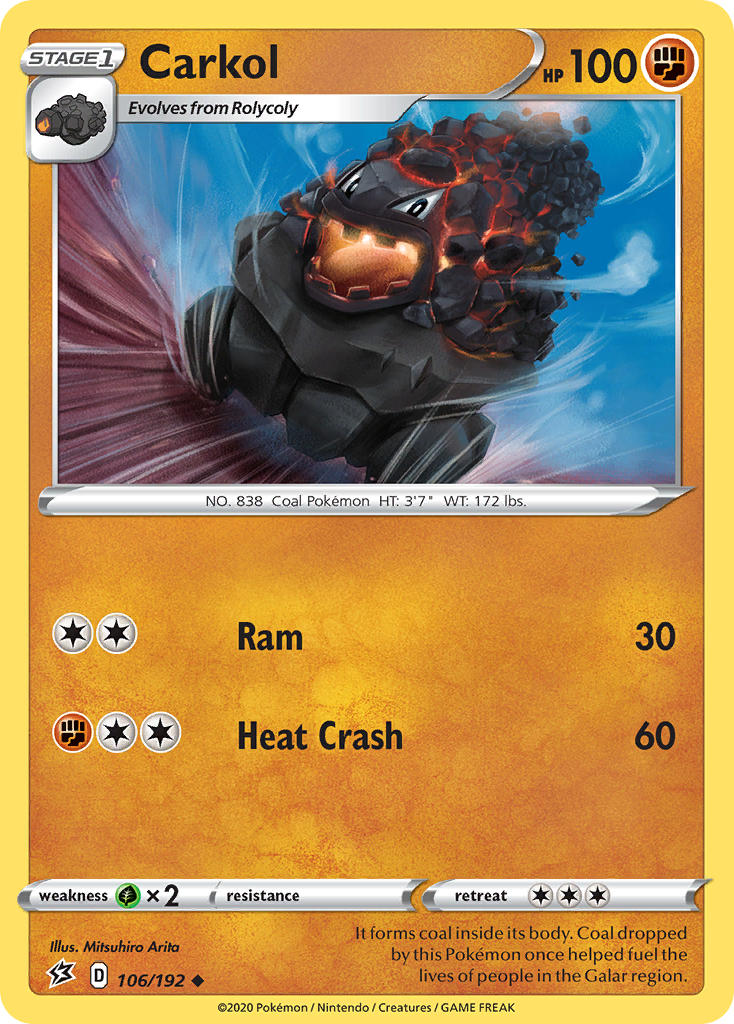 STAGE1
Carkol
HP 100
Evolves from Rolycoly
NO. 838 Coal Pokémon HT: 3'7" WT: 172 lbs.
Ram 30
Heat Crash 60
weakness ×2 resistance retreat
Illus. Mitsuhiro Arita
It forms coal inside its body. Coal dropped
by this Pokémon once helped fuel the
lives of people in the Galar region.
D 106/192
©2020 Pokémon / Nintendo / Creatures / GAME FREAK